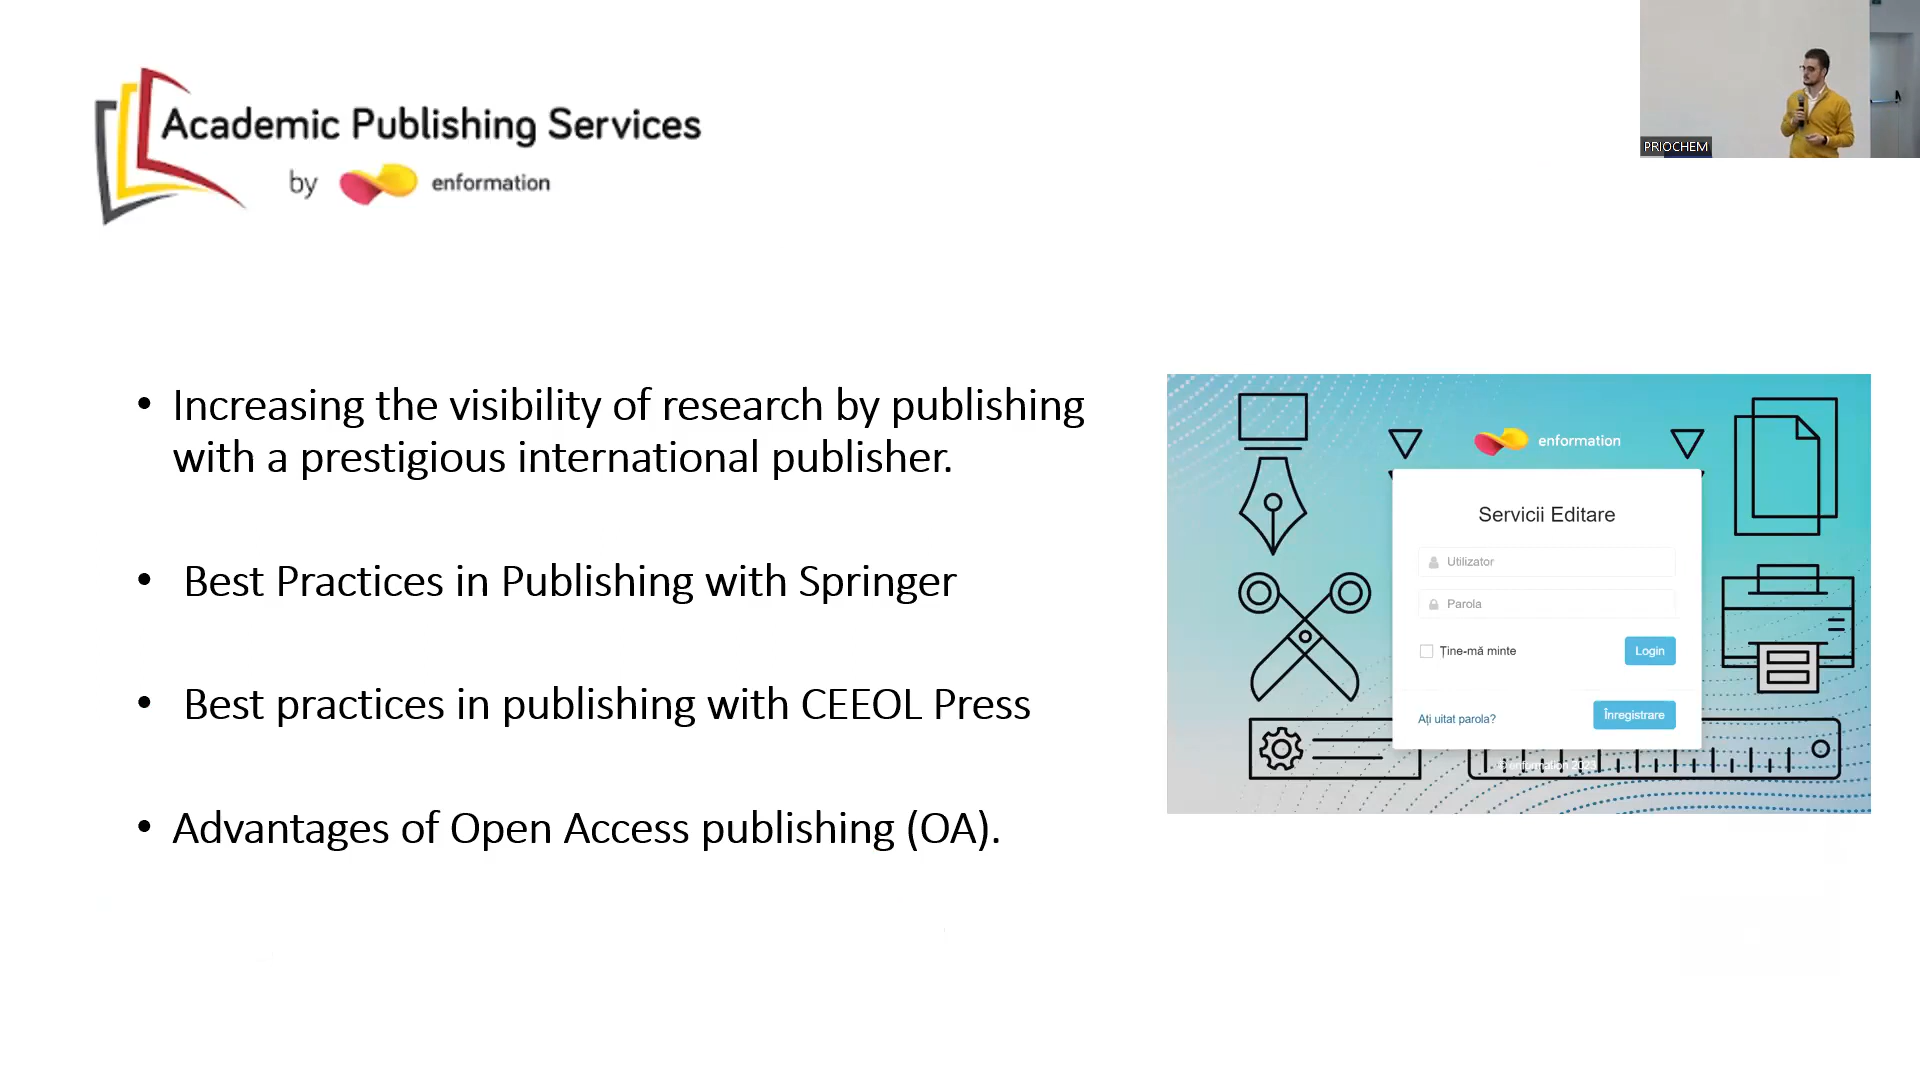 Academic Publishing Services
by enformation
PRIOCHEM
• Increasing the visibility of research by publishing
with a prestigious international publisher.
• Best Practices in Publishing with Springer
• Best practices in publishing with CEEOL Press
• Advantages of Open Access publishing (OA).
enformation
Servicii Editare
Utilizator
Parola
Ține-mă minte
Login
Ați uitat parola?
Înregistrare
© enformation 2023